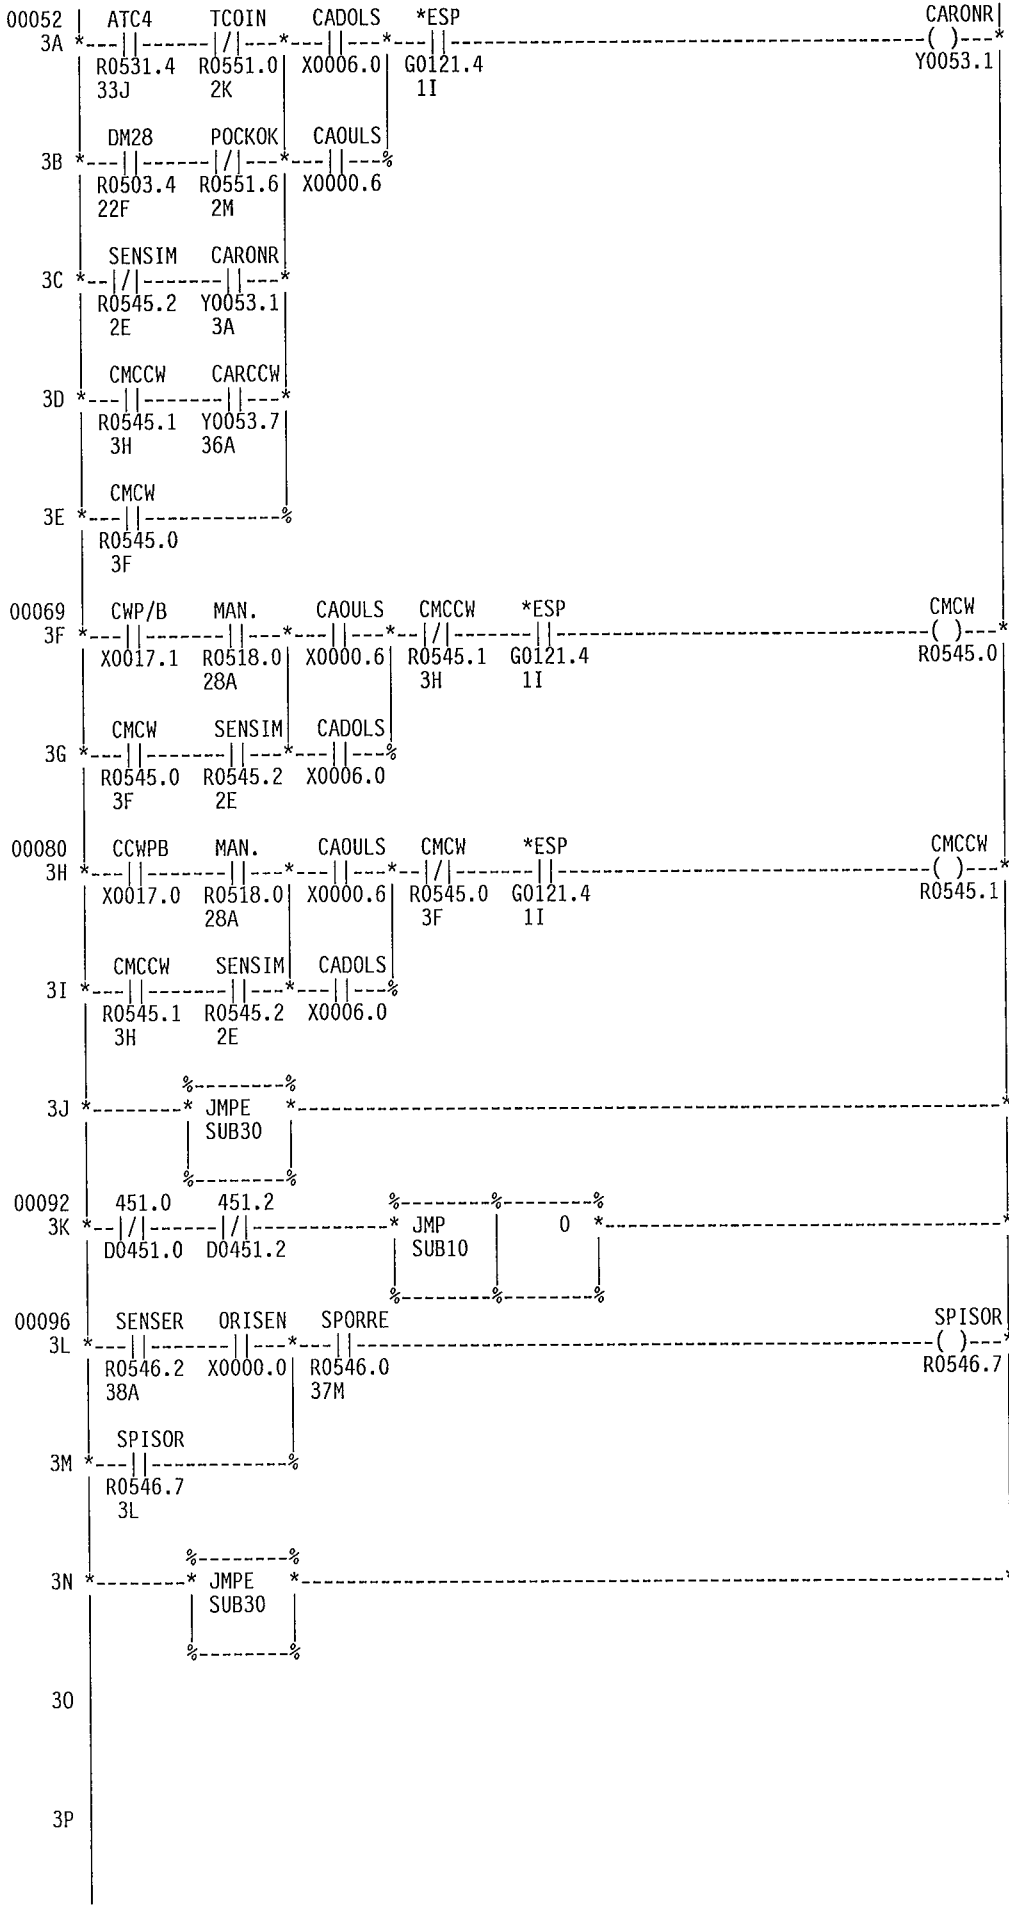 00052 | ATC4 TCOIN CADOLS *ESP CARONR|
3A *---||-------|/|---*---||---*---||------( )---*
R0531.4 R0551.0 X0006.0 G0121.4 Y0053.1
33J 2K 1I
DM28 POCKOK CAOULS
3B *---||-------|/|---*---||---%
R0503.4 R0551.6 X0000.6
22F 2M
SENSIM CARONR
3C *--|/|--------||---*
R0545.2 Y0053.1
2E 3A
CMCCW CARCCW
3D *---||--------||---*
R0545.1 Y0053.7
3H 36A
CMCW
3E *---||-------------%
R0545.0
3F
00069 CWP/B MAN. CAOULS CMCCW *ESP CMCW
3F *---||--------||---*---||---*---|/|--------||------( )---*
X0017.1 R0518.0 X0000.6 R0545.1 G0121.4 R0545.0
28A 3H 1I
CMCW SENSIM CADOLS
3G *---||--------||---*---||---%
R0545.0 R0545.2 X0006.0
3F 2E
00080 CCWPB MAN. CAOULS CMCW *ESP CMCCW
3H *---||--------||---*---||---*---|/|--------||------( )---*
X0017.0 R0518.0 X0000.6 R0545.0 G0121.4 R0545.1
28A 3F 1I
CMCCW SENSIM CADOLS
3I *---||--------||---*---||---%
R0545.1 R0545.2 X0006.0
3H 2E
%--------%
3J *--------* JMPE *------*
SUB30
%--------%
00092 451.0 451.2 %--------%--------%
3K *--|/|-------|/|------------* JMP 0 *------*
D0451.0 D0451.2 SUB10
%--------%--------%
00096 SENSER ORISEN SPORRE SPISOR
3L *---||--------||---*---||------( )---*
R0546.2 X0000.0 R0546.0 R0546.7
38A 37M
SPISOR
3M *---||-------------%
R0546.7
3L
%--------%
3N *--------* JMPE *------*
SUB30
%--------%
3O
3P